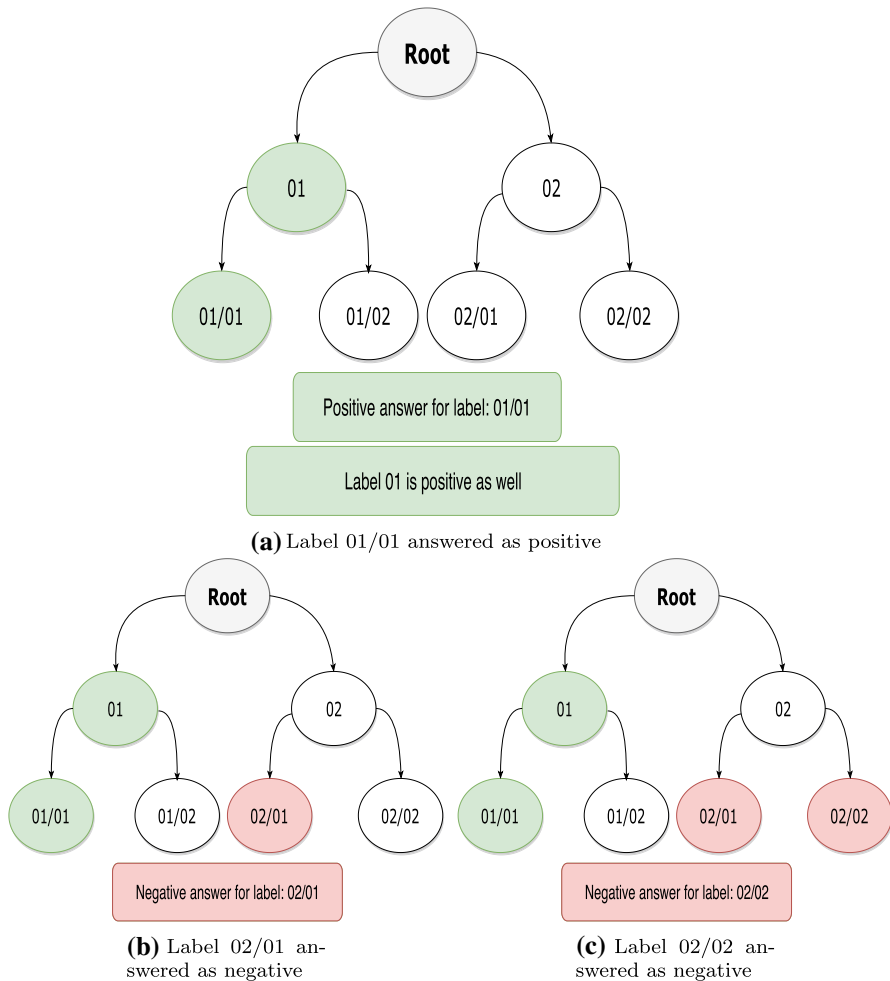 Root
01
02
01/01
01/02
02/01
02/02
Positive answer for label: 01/01
Label 01 is positive as well
(a) Label 01/01 answered as positive
Root
01
02
01/01
01/02
02/01
02/02
Negative answer for label: 02/01
(b) Label 02/01 an-
swered as negative
Root
01
02
01/01
01/02
02/01
02/02
Negative answer for label: 02/02
(c) Label 02/02 an-
swered as negative